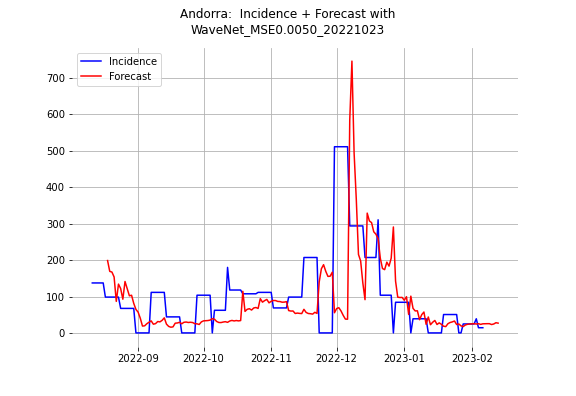 Andorra:  Incidence + Forecast with
WaveNet_MSE0.0050_20221023
Incidence
Forecast
700
600
500
400
300
200
100
0
2022-09 2022-10 2022-11 2022-12 2023-01 2023-02